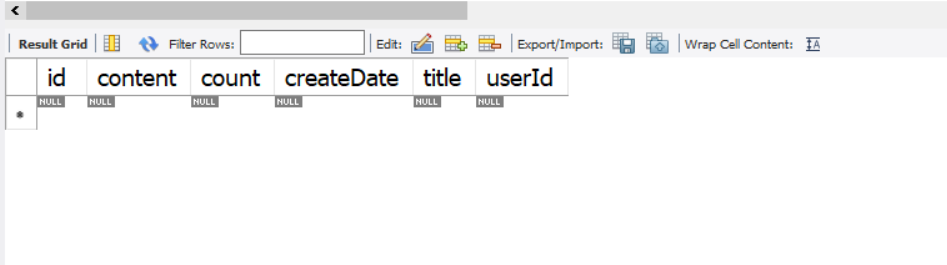 Result Grid Filter Rows: Edit: Export/Import: Wrap Cell Content: IA
id content count createDate title userId
NULL NULL NULL NULL NULL NULL
*